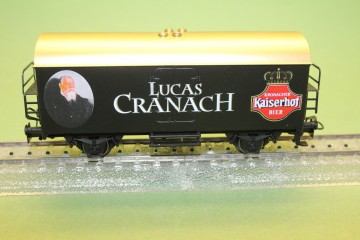 LUCAS
CRANACH
KRONACHER
Kaiserhof
BIER